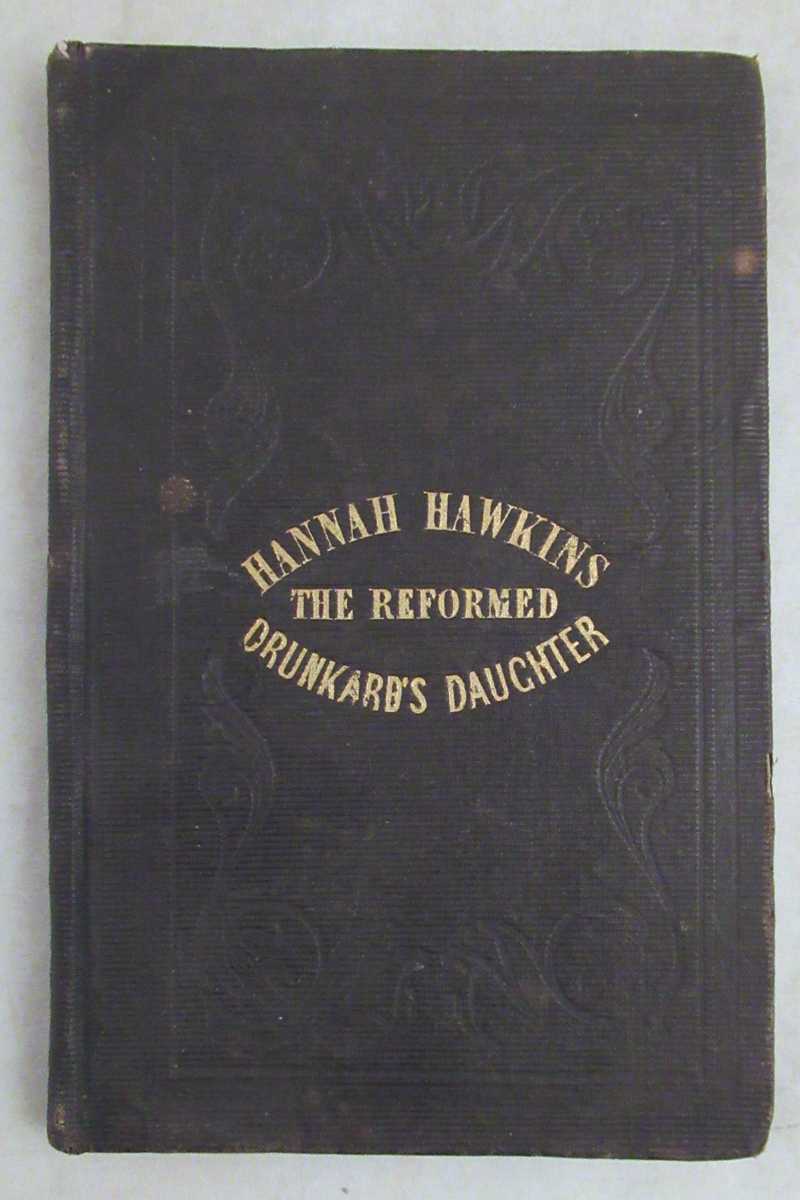 HANNAH HAWKINS
THE REFORMED
DRUNKARD'S DAUGHTER